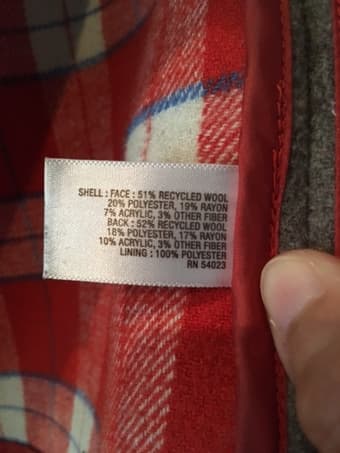 SHELL : FACE : 51% RECYCLED WOOL
20% POLYESTER, 19% RAYON
7% ACRYLIC, 3% OTHER FIBER
BACK : 52% RECYCLED WOOL
18% POLYESTER, 17% RAYON
10% ACRYLIC, 3% OTHER FIBER
LINING : 100% POLYESTER
RN 54023